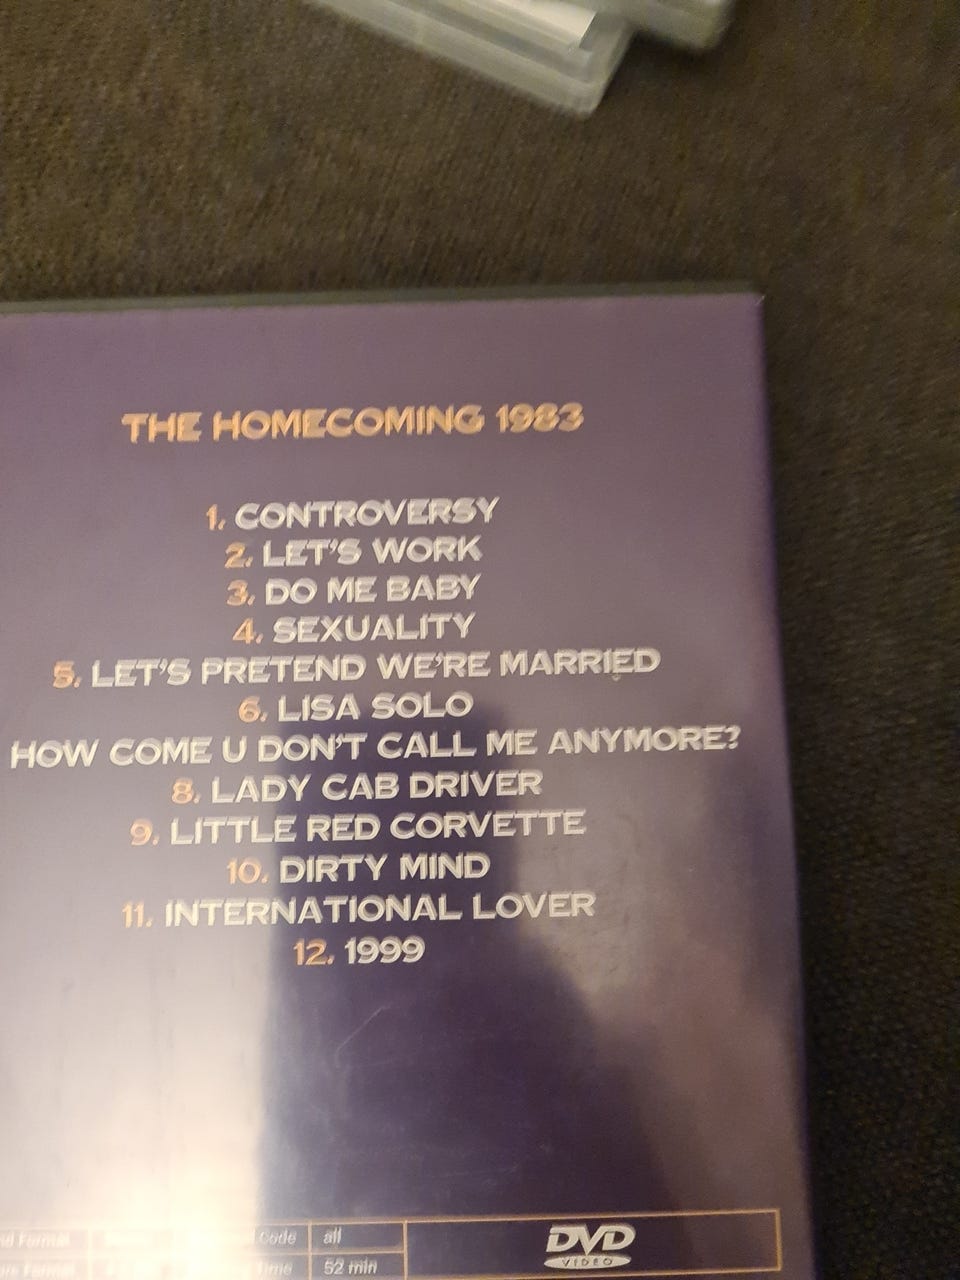 THE HOMECOMING 1983
1. CONTROVERSY
2. LET'S WORK
3. DO ME BABY
4. SEXUALITY
5. LET'S PRETEND WE'RE MARRIED
6. LISA SOLO
HOW COME U DON'T CALL ME ANYMORE?
8. LADY CAB DRIVER
9. LITTLE RED CORVETTE
10. DIRTY MIND
11. INTERNATIONAL LOVER
12. 1999
Format Code all
Time 52 min
DVD
VIDEO